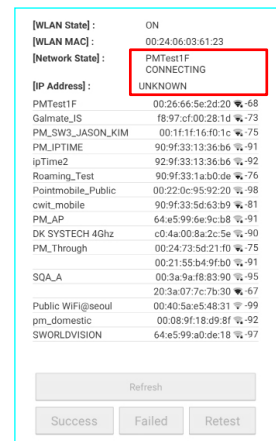 [WLAN State] : ON
[WLAN MAC] : 00:24:06:03:61:23
[Network State] : PMTest1F
CONNECTING
[IP Address] : UNKNOWN
PMTest1F 00:26:66:5e:2d:20 -68
Galmate_IS f8:97:cf:00:28:1d -73
PM_SW3_JASON_KIM 00:1f:1f:16:f0:1c -75
PM_IPTIME 90:9f:33:13:36:b6 -91
ipTime2 92:9f:33:13:36:b6 -92
Roaming_Test 90:9f:33:1a:b0:de -76
Pointmobile_Public 00:22:0c:95:92:20 -98
cwit_mobile 90:9f:33:5d:63:b9 -81
PM_AP 64:e5:99:6e:9c:b8 -91
DK SYSTECH 4Ghz c0:4a:00:8a:2c:5e -90
PM_Through 00:24:73:5d:21:f0 -75
00:21:55:b4:9f:b0 -91
SQA_A 00:3a:9a:f8:83:90 -95
20:3a:07:7c:7b:30 -67
Public WiFi@seoul 00:40:5a:e5:48:31 -99
pm_domestic 00:08:9f:18:d9:8f -92
SWORLDVISION 64:e5:99:a0:de:18 -97
Refresh
Success Failed Retest